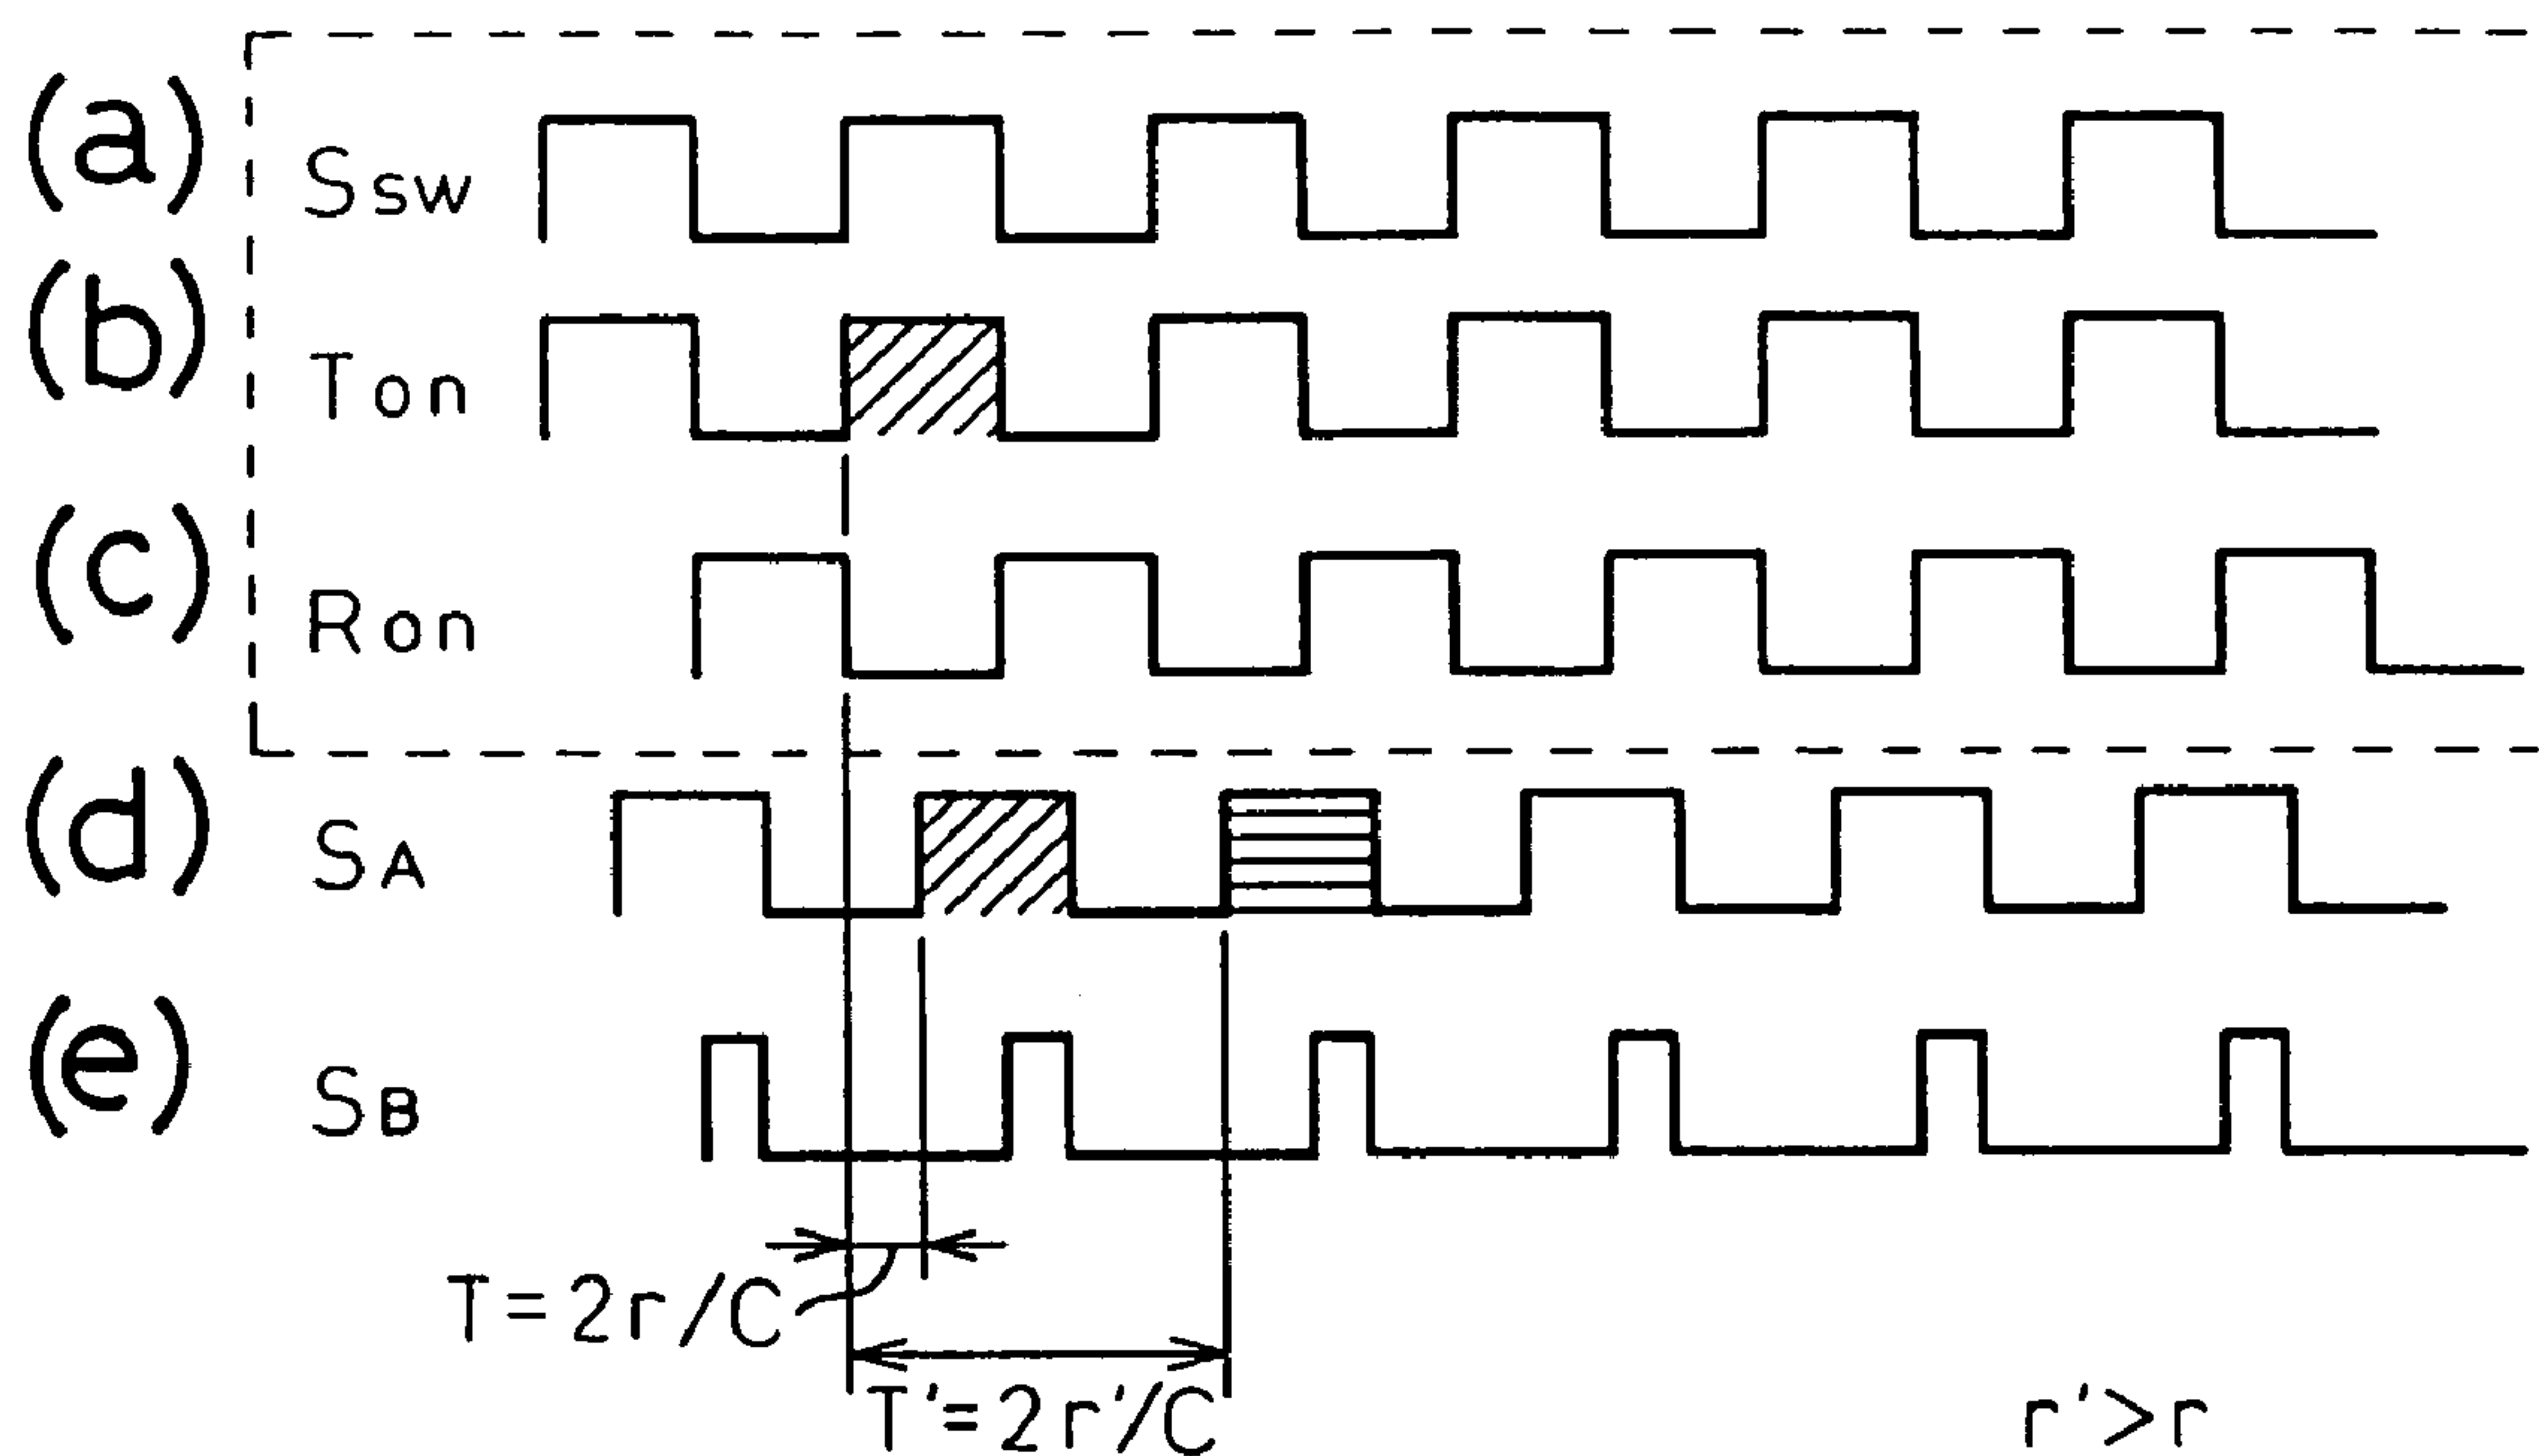 (a) Ssw
(b) Ton
(c) Ron
(d) SA
(e) SB
T=2r/C
T'=2r'/C
r'>r